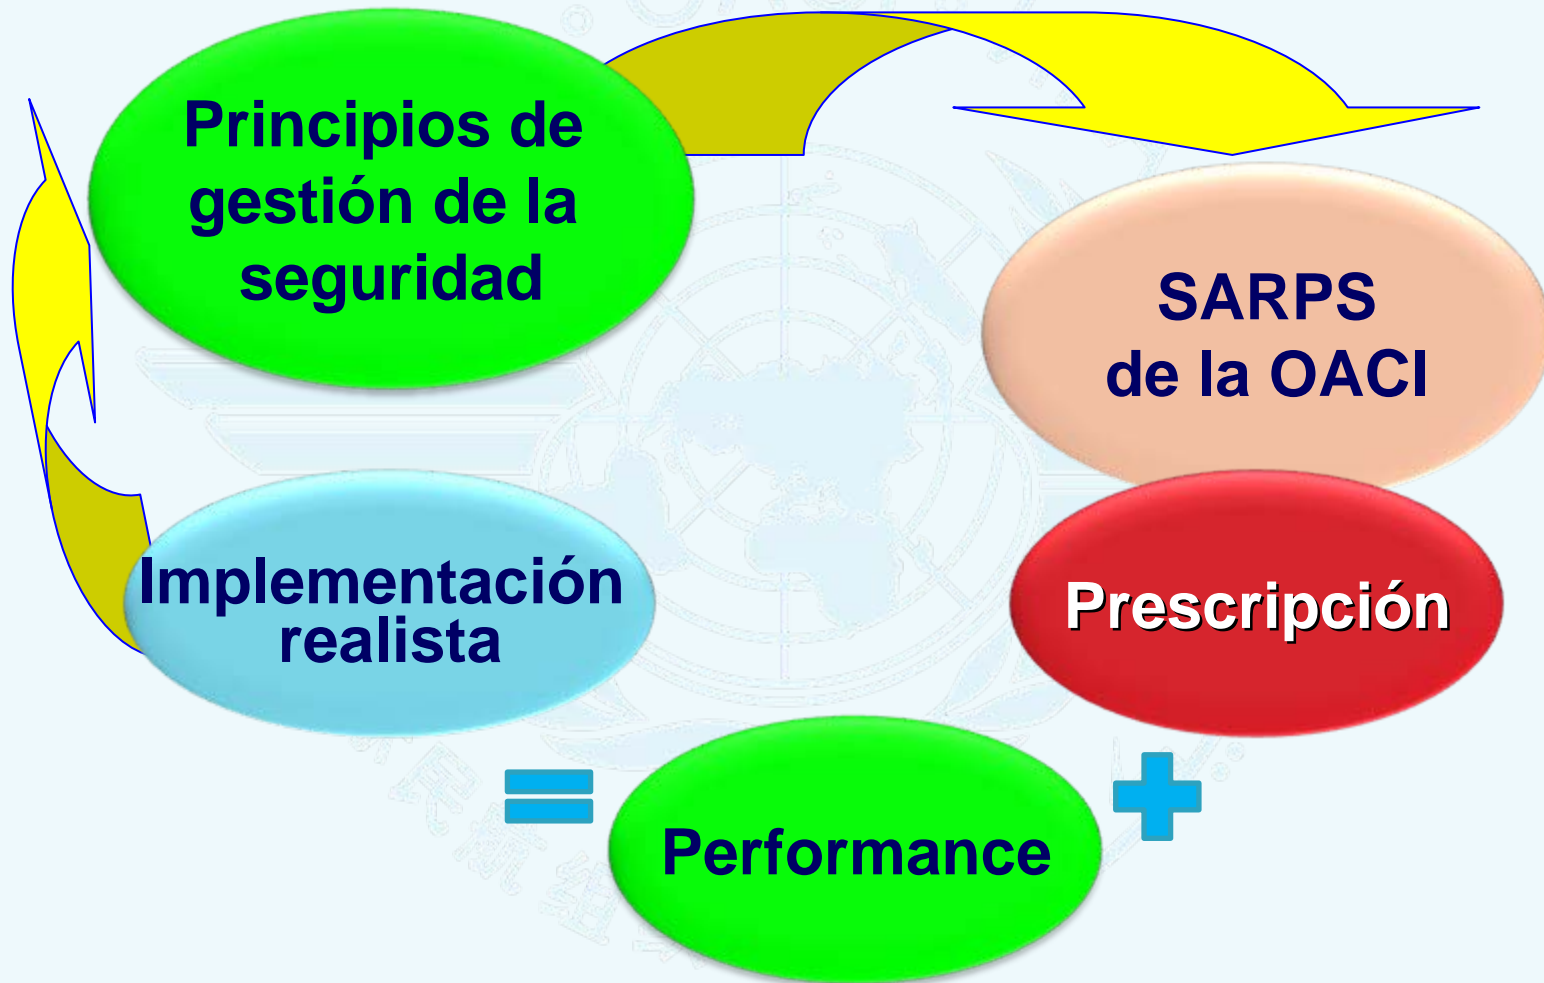 Principios de
gestión de la
seguridad
SARPS
de la OACI
Prescripción
Performance
Implementación
realista